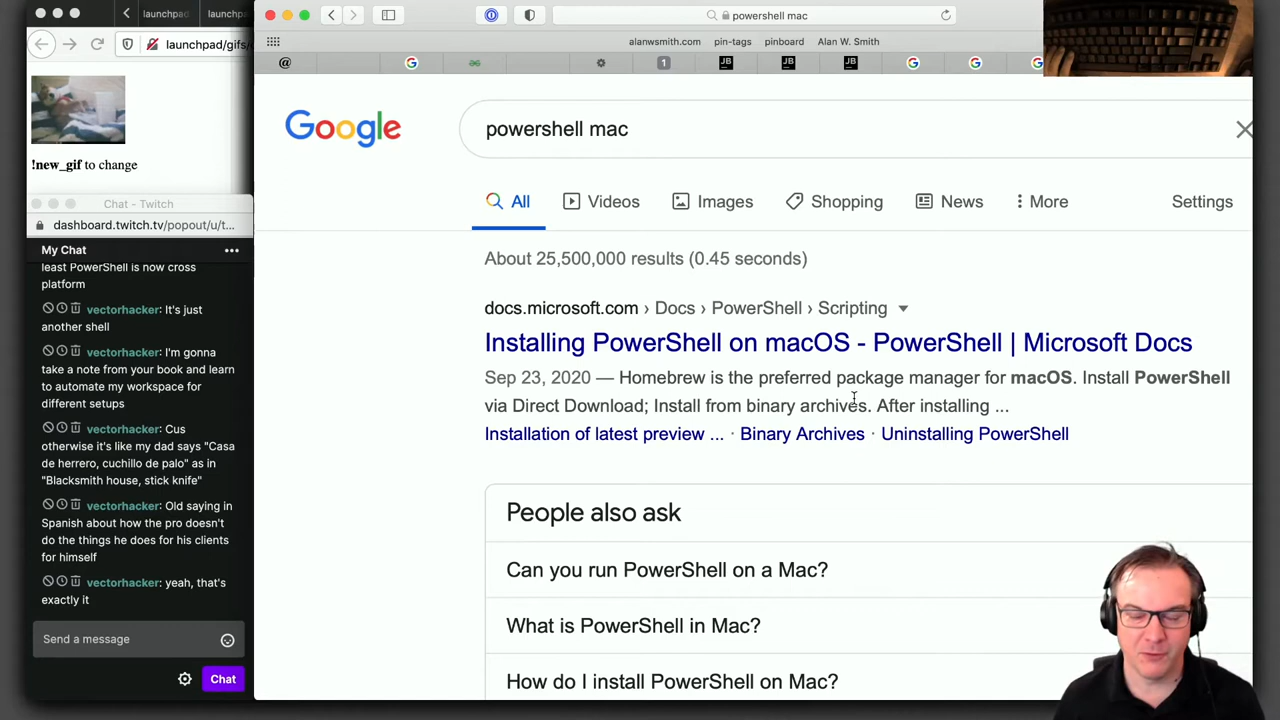 launchpad
launchpad
launchpad/gifs/
!new_gif to change
Chat - Twitch
dashboard.twitch.tv/popout/u/t...
My Chat
least PowerShell is now cross
platform
vectorhacker: It's just
another shell
vectorhacker: I'm gonna
take a note from your book and learn
to automate my workspace for
different setups
vectorhacker: Cus
otherwise it's like my dad says "Casa
de herrero, cuchillo de palo" as in
"Blacksmith house, stick knife"
vectorhacker: Old saying in
Spanish about how the pro doesn't
do the things he does for his clients
for himself
vectorhacker: yeah, that's
exactly it
Send a message
Chat
powershell mac
alanwsmith.com pin-tags pinboard Alan W. Smith
@ G 1 JB JB JB G G G
Google
powershell mac
All Videos Images Shopping News More Settings
About 25,500,000 results (0.45 seconds)
docs.microsoft.com › Docs › PowerShell › Scripting
Installing PowerShell on macOS - PowerShell | Microsoft Docs
Sep 23, 2020 — Homebrew is the preferred package manager for macOS. Install PowerShell
via Direct Download; Install from binary archives. After installing ...
Installation of latest preview ... · Binary Archives · Uninstalling PowerShell
People also ask
Can you run PowerShell on a Mac?
What is PowerShell in Mac?
How do I install PowerShell on Mac?